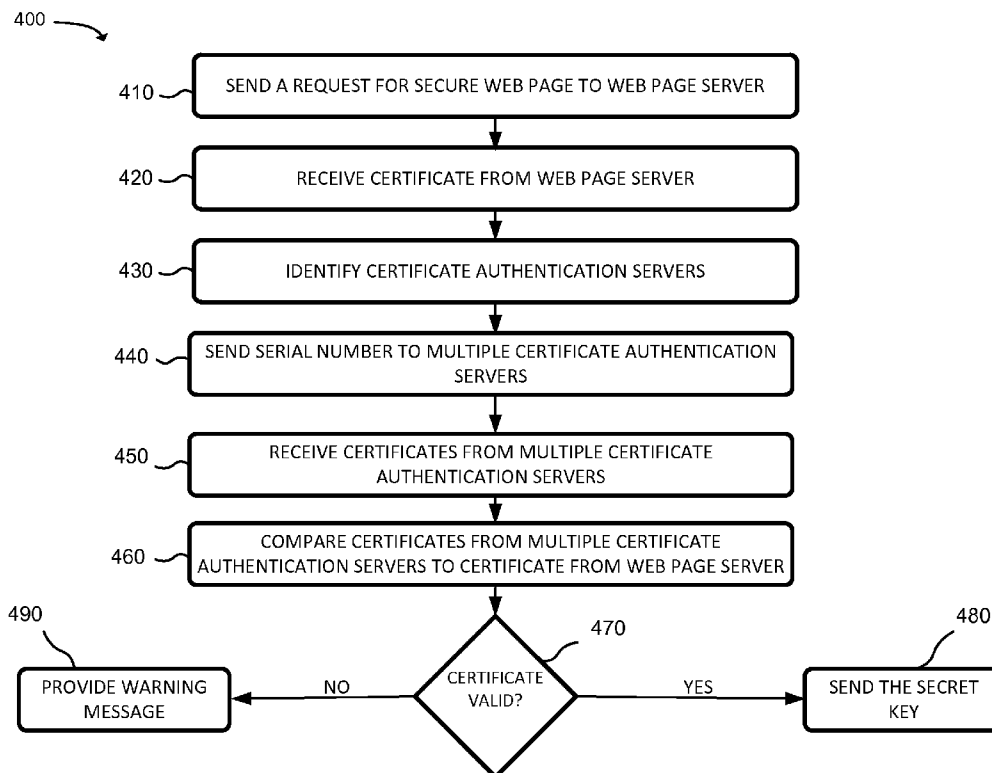 400
410
SEND A REQUEST FOR SECURE WEB PAGE TO WEB PAGE SERVER
420
RECEIVE CERTIFICATE FROM WEB PAGE SERVER
430
IDENTIFY CERTIFICATE AUTHENTICATION SERVERS
440
SEND SERIAL NUMBER TO MULTIPLE CERTIFICATE AUTHENTICATION
SERVERS
450
RECEIVE CERTIFICATES FROM MULTIPLE CERTIFICATE
AUTHENTICATION SERVERS
460
COMPARE CERTIFICATES FROM MULTIPLE CERTIFICATE
AUTHENTICATION SERVERS TO CERTIFICATE FROM WEB PAGE SERVER
490
PROVIDE WARNING
MESSAGE
NO
470
CERTIFICATE
VALID?
YES
480
SEND THE SECRET
KEY